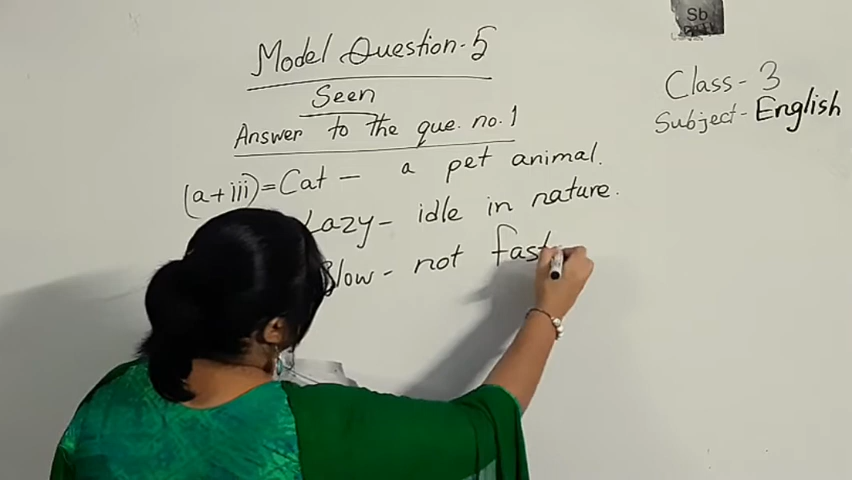 Sb
Model Question-5
Class-3
Seen
Subject-English
Answer to the que. no.1
(a+iii)=Cat- a pet animal.
Lazy- idle in nature.
Slow- not fast